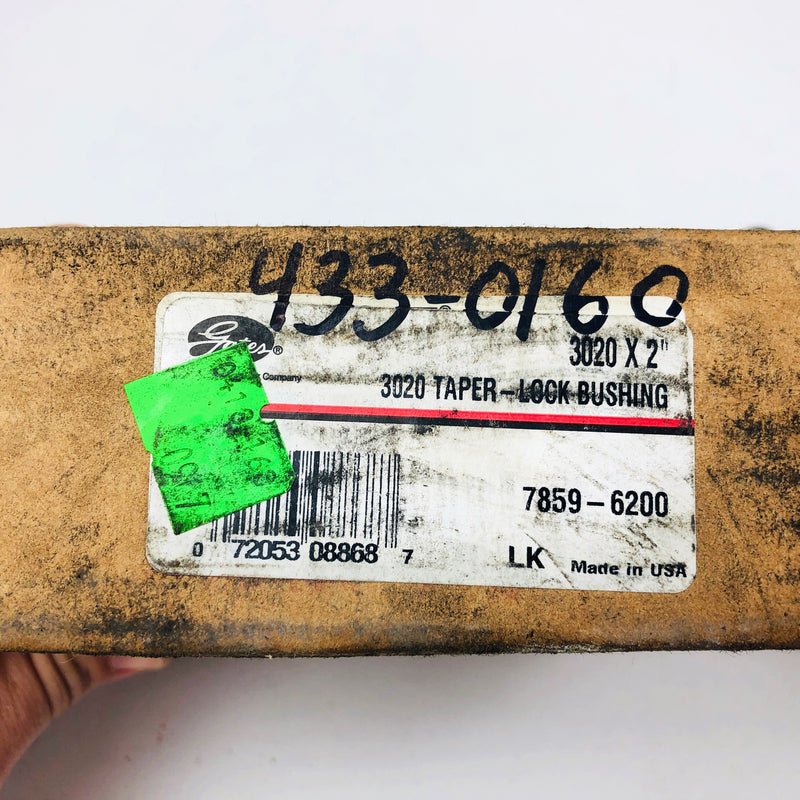 433-0160
Gates®
3020 X 2"
Company
3020 TAPER-LOCK BUSHING
7859-6200
0 72053 08868 7
LK Made in USA